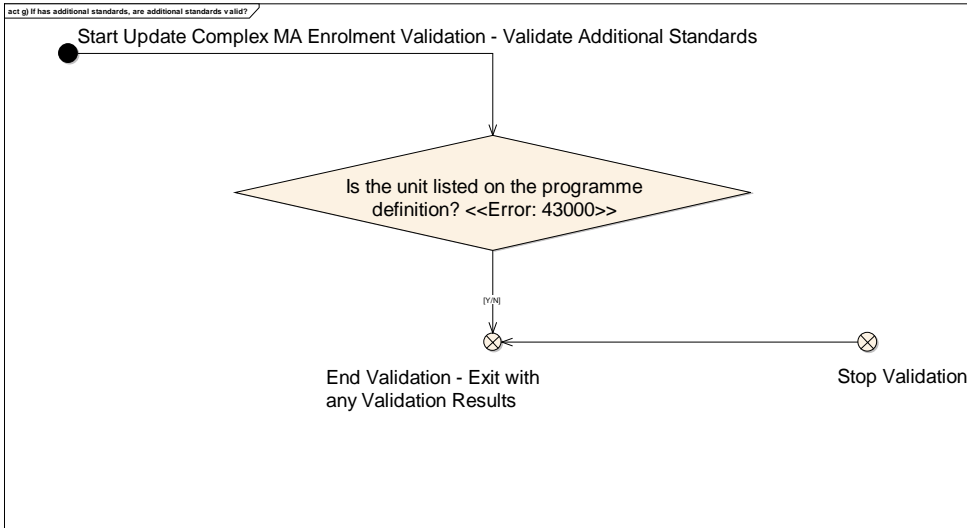 act g) If has additional standards, are additional standards valid?
Start Update Complex MA Enrolment Validation - Validate Additional Standards
Is the unit listed on the programme
definition? <<Error: 43000>>
[Y/N]
End Validation - Exit with
any Validation Results
Stop Validation